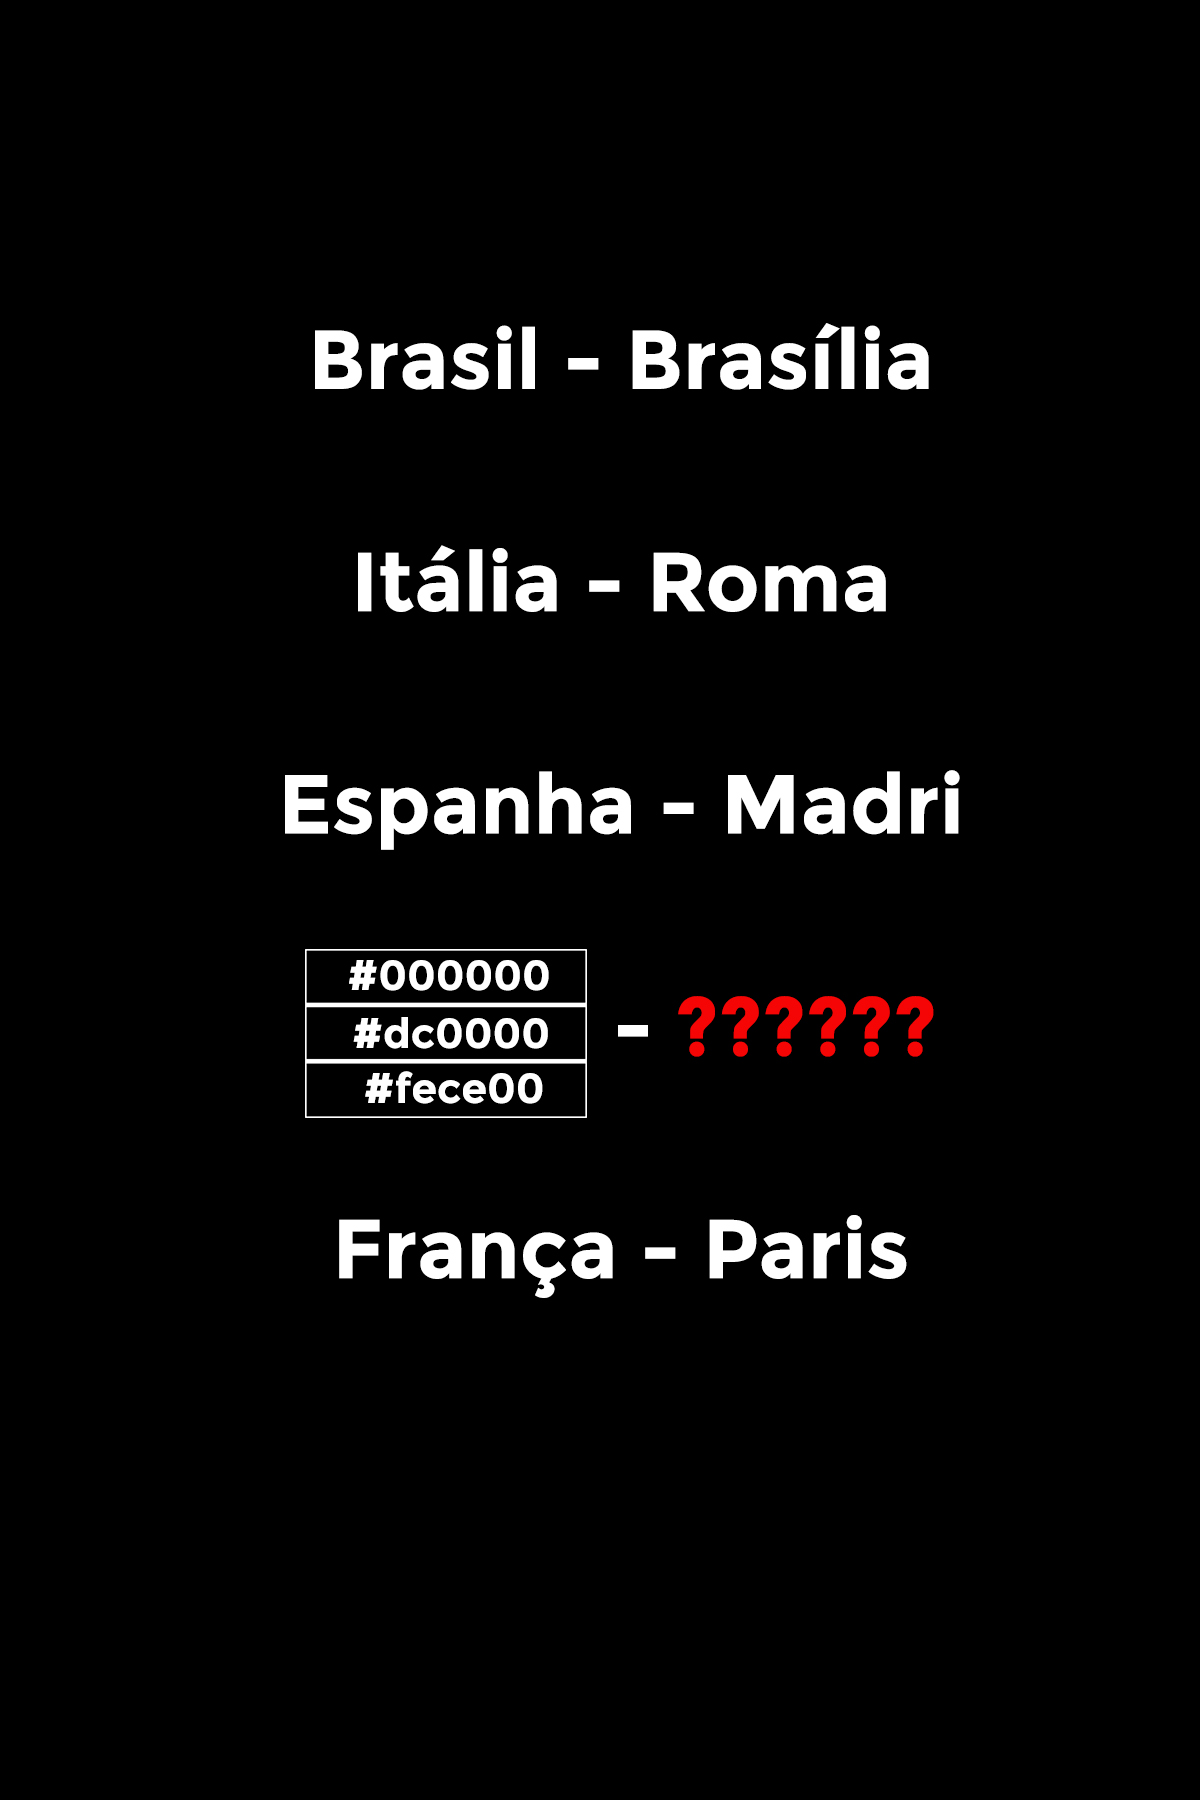 Brasil - Brasília
Itália - Roma
Espanha - Madri
#000000
#dc0000 - ??????
#fece00
França - Paris